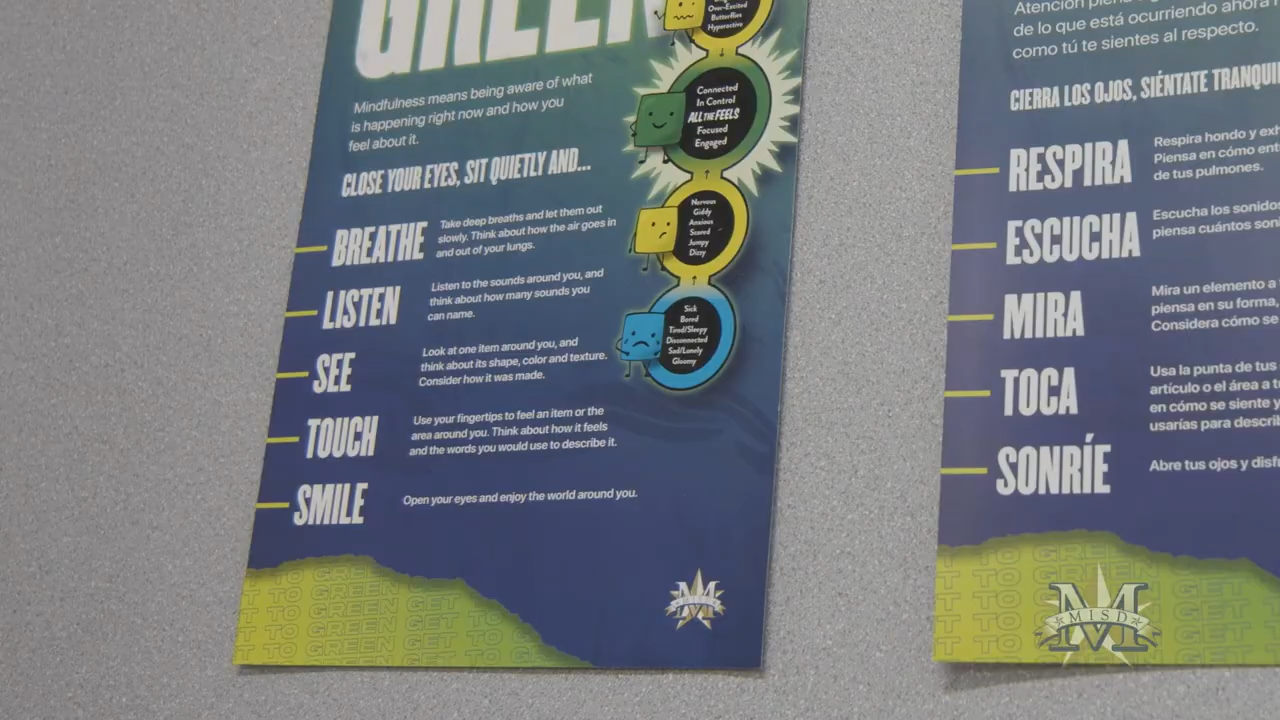 GREEN
Mindfulness means being aware of what
is happening right now and how you
feel about it.
CLOSE YOUR EYES, SIT QUIETLY AND...
BREATHE
Take deep breaths and let them out
slowly. Think about how the air goes in
and out of your lungs.
LISTEN
Listen to the sounds around you, and
think about how many sounds you
can name.
SEE
Look at one item around you, and
think about its shape, color and texture.
Consider how it was made.
TOUCH
Use your fingertips to feel an item or the
area around you. Think about how it feels
and the words you would use to describe it.
SMILE
Open your eyes and enjoy the world around you.
Over-Excited
Butterflies
Hyperactive
Connected
In Control
ALL THE FEELS
Focused
Engaged
Nervous
Giddy
Anxious
Scared
Jumpy
Dizzy
Sick
Bored
Tired/Sleepy
Disconnected
Sad/Lonely
Gloomy
TO GREEN GET
TO GREEN GET TO
TO GREEN GET TO GREEN
MISD
Atención plena
de lo que está ocurriendo ahora
como tú te sientes al respecto.
CIERRA LOS OJOS, SIÉNTATE
RESPIRA
Respira hondo y
Piensa en cómo
de tus pulmones.
ESCUCHA
Escucha los sonidos
piensa cuántos
MIRA
Mira un elemento a
piensa en su forma,
Considera cómo se
TOCA
Usa la punta de tus
artículo o el área a
en cómo se siente y
usarías para
SONRÍE
Abre tus ojos y
TO GREEN GET
M
MISD